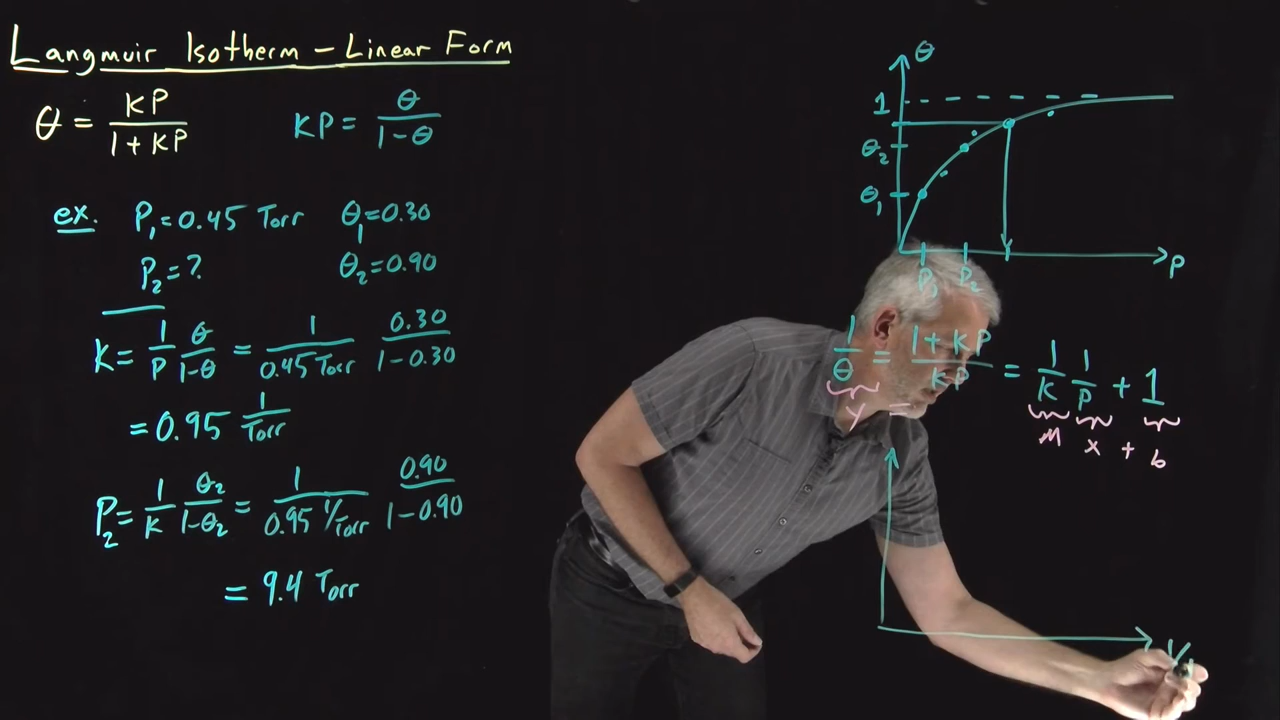 Langmuir Isotherm – Linear Form
θ = KP / 1 + KP
KP = θ / 1 − θ
ex. P₁ = 0.45 Torr θ₁ = 0.30
P₂ = ? θ₂ = 0.90
K = 1/P θ/1−θ = 1/0.45 Torr 0.30/1 − 0.30
= 0.95 1/Torr
P₂ = 1/K θ₂/1−θ₂ = 1/0.95 1/Torr 0.90/1 − 0.90
= 9.4 Torr
θ
1
θ₂
θ₁
P₁ P₂ P
1/θ = 1 + KP / KP = 1/K 1/P + 1
y = m x + b